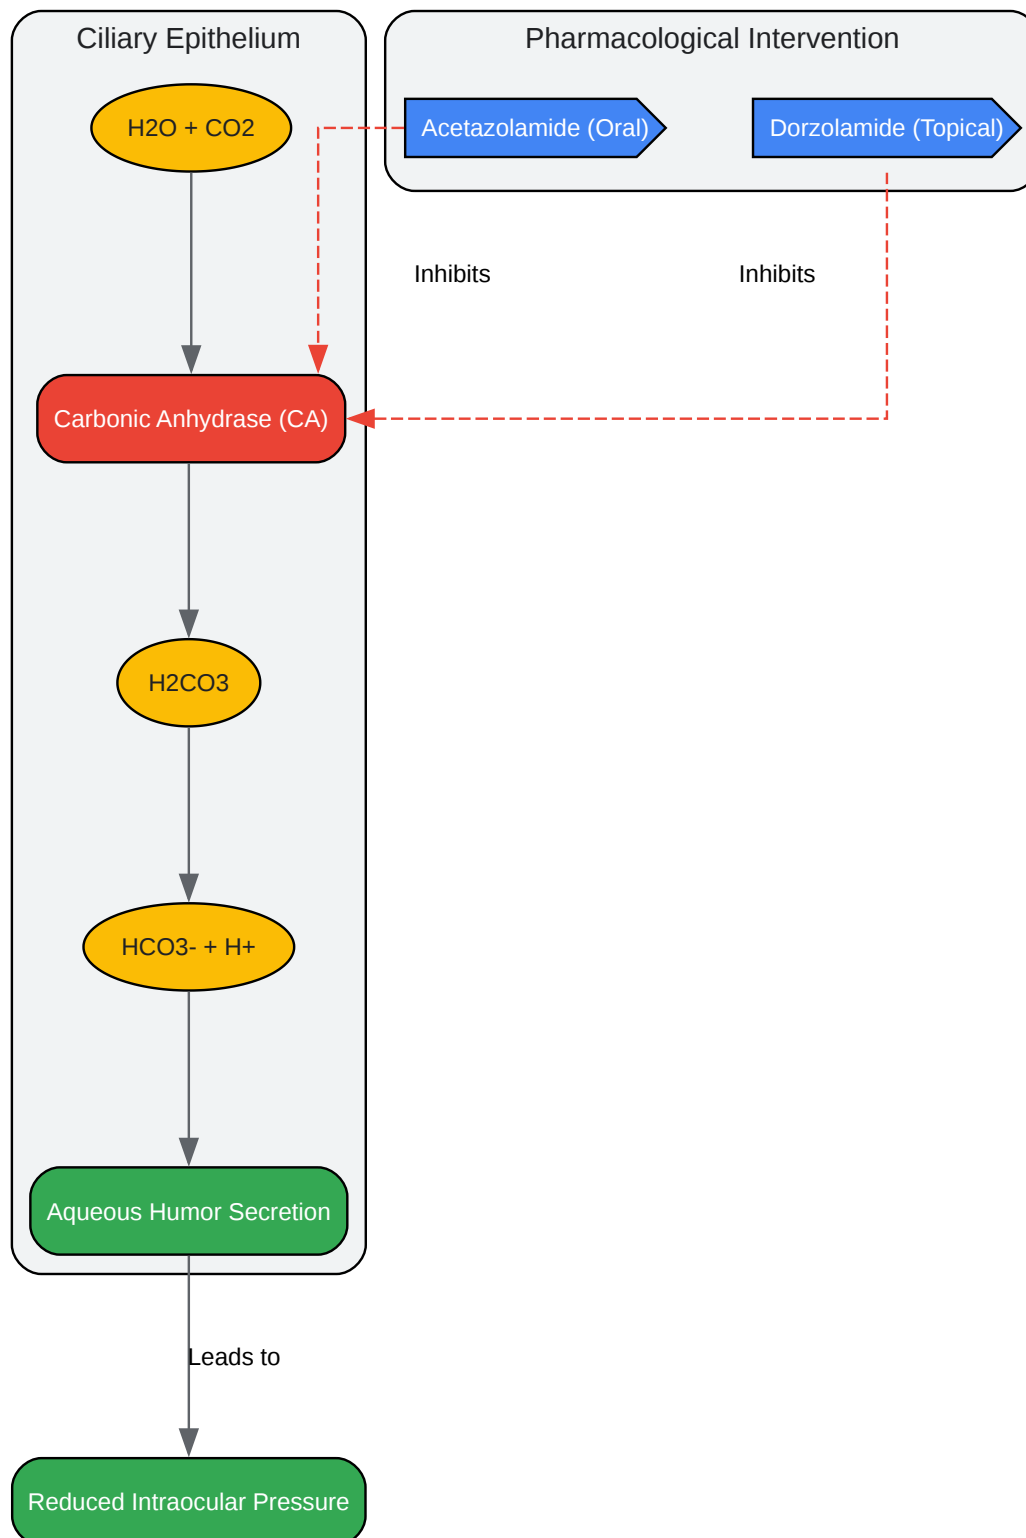 Ciliary Epithelium
Pharmacological Intervention
H2O + CO2
Acetazolamide (Oral)
Dorzolamide (Topical)
Inhibits
Inhibits
Carbonic Anhydrase (CA)
H2CO3
HCO3- + H+
Aqueous Humor Secretion
Leads to
Reduced Intraocular Pressure